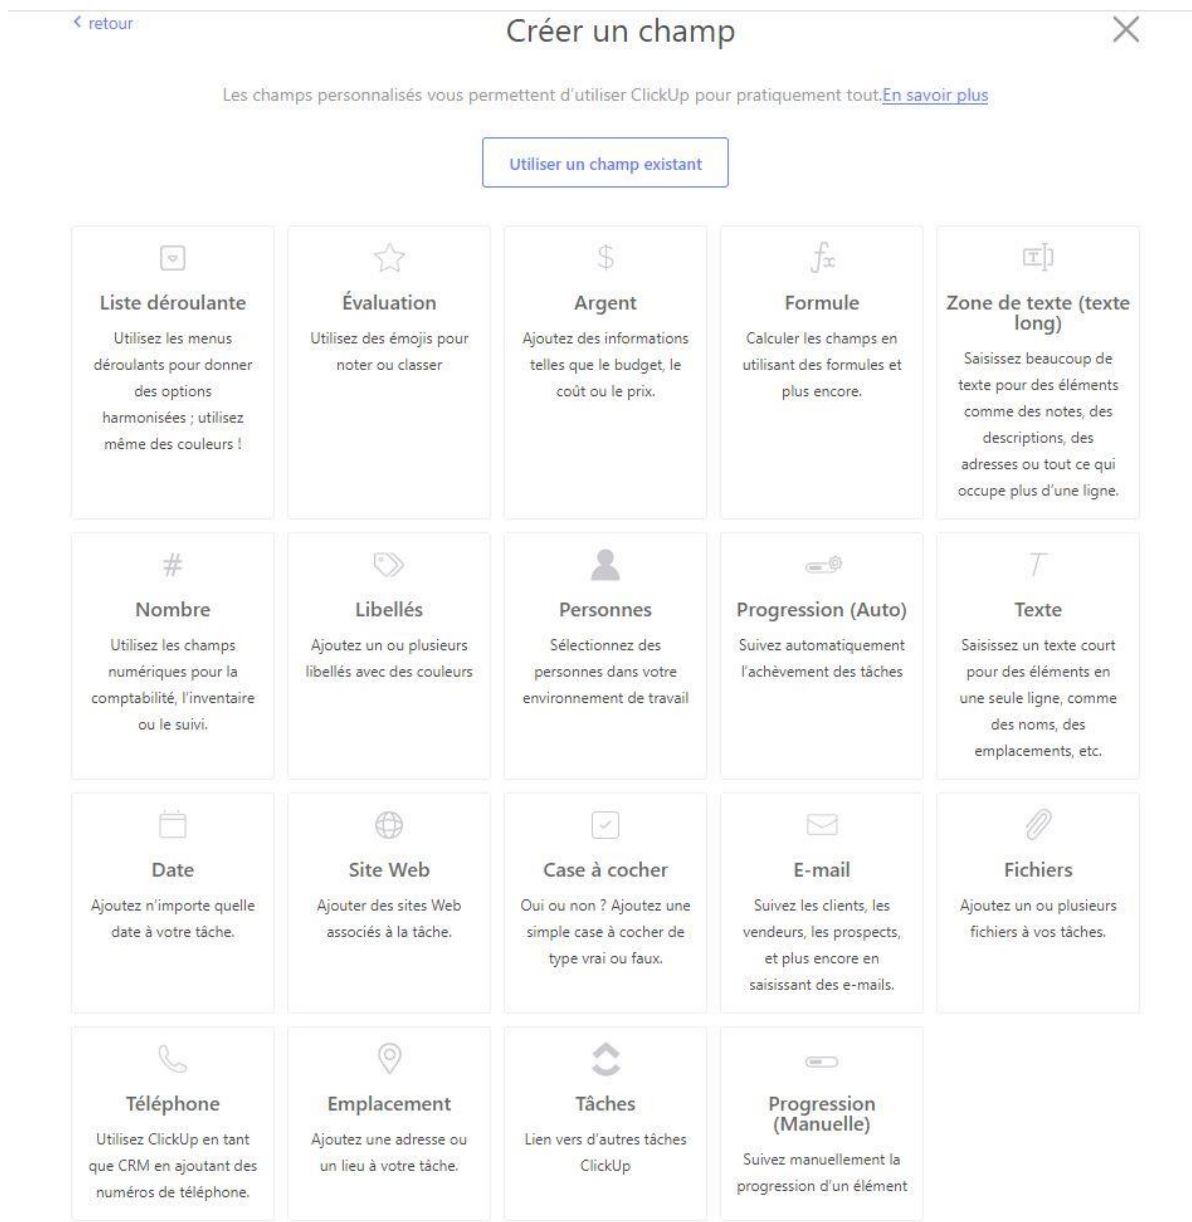 retour
Créer un champ
Les champs personnalisés vous permettent d'utiliser ClickUp pour pratiquement tout.En savoir plus
Utiliser un champ existant
Liste déroulante
Utilisez les menus
déroulants pour donner
des options
harmonisées ; utilisez
même des couleurs !
Évaluation
Utilisez des émojis pour
noter ou classer
$
Argent
Ajoutez des informations
telles que le budget, le
coût ou le prix.
fx
Formule
Calculer les champs en
utilisant des formules et
plus encore.
T
Zone de texte (texte
long)
Saisissez beaucoup de
texte pour des éléments
comme des notes, des
descriptions, des
adresses ou tout ce qui
occupe plus d'une ligne.
#
Nombre
Utilisez les champs
numériques pour la
comptabilité, l'inventaire
ou le suivi.
Libellés
Ajoutez un ou plusieurs
libellés avec des couleurs
Personnes
Sélectionnez des
personnes dans votre
environnement de travail
Progression (Auto)
Suivez automatiquement
l'achèvement des tâches
T
Texte
Saisissez un texte court
pour des éléments en
une seule ligne, comme
des noms, des
emplacements, etc.
Date
Ajoutez n'importe quelle
date à votre tâche.
Site Web
Ajouter des sites Web
associés à la tâche.
Case à cocher
Oui ou non ? Ajoutez une
simple case à cocher de
type vrai ou faux.
E-mail
Suivez les clients, les
vendeurs, les prospects,
et plus encore en
saisissant des e-mails.
Fichiers
Ajoutez un ou plusieurs
fichiers à vos tâches.
Téléphone
Utilisez ClickUp en tant
que CRM en ajoutant des
numéros de téléphone.
Emplacement
Ajoutez une adresse ou
un lieu à votre tâche.
Tâches
Lien vers d'autres tâches
ClickUp
Progression
(Manuelle)
Suivez manuellement la
progression d'un élément